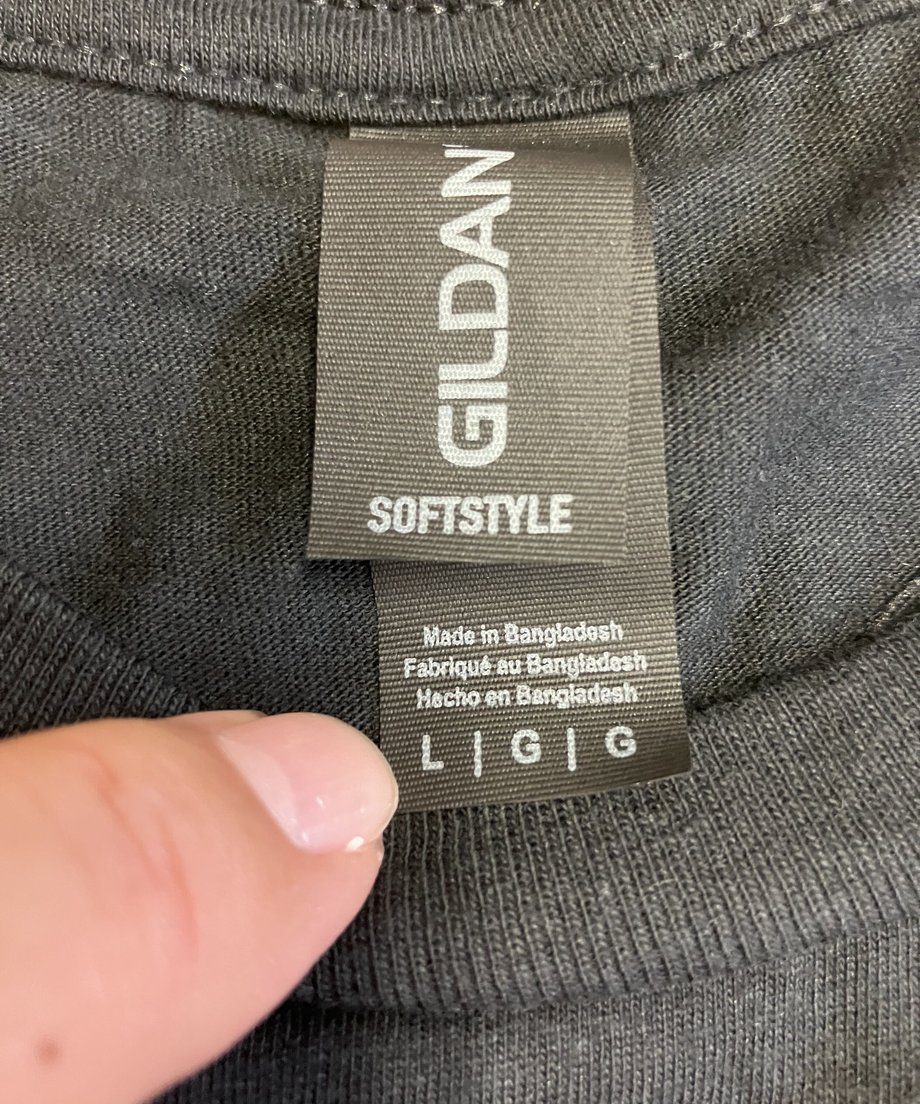 GILDAN
SOFTSTYLE
Made in Bangladesh
Fabriqué au Bangladesh
Hecho en Bangladesh
L | G | G